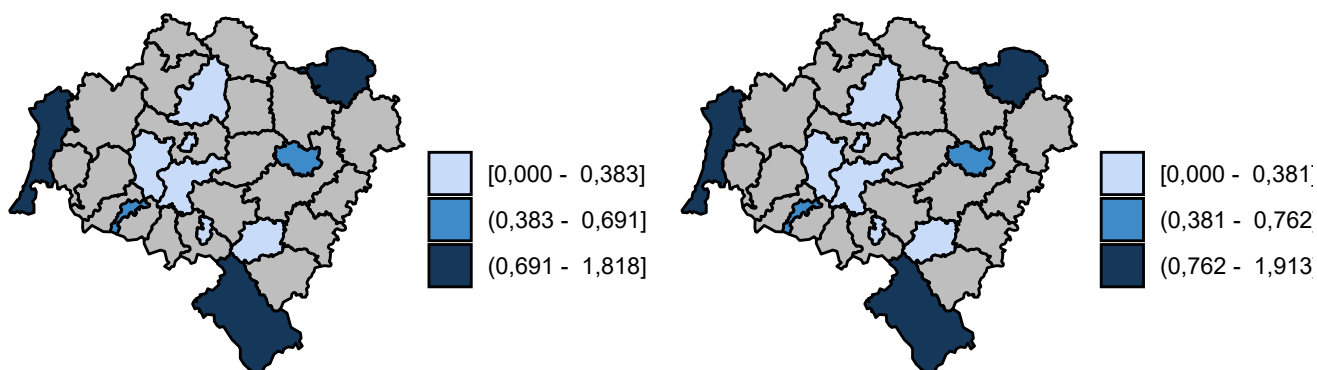 [0,000 -  0,383]
(0,383 -  0,691]
(0,691 -  1,818]
[0,000 -  0,381]
(0,381 -  0,762]
(0,762 -  1,913]